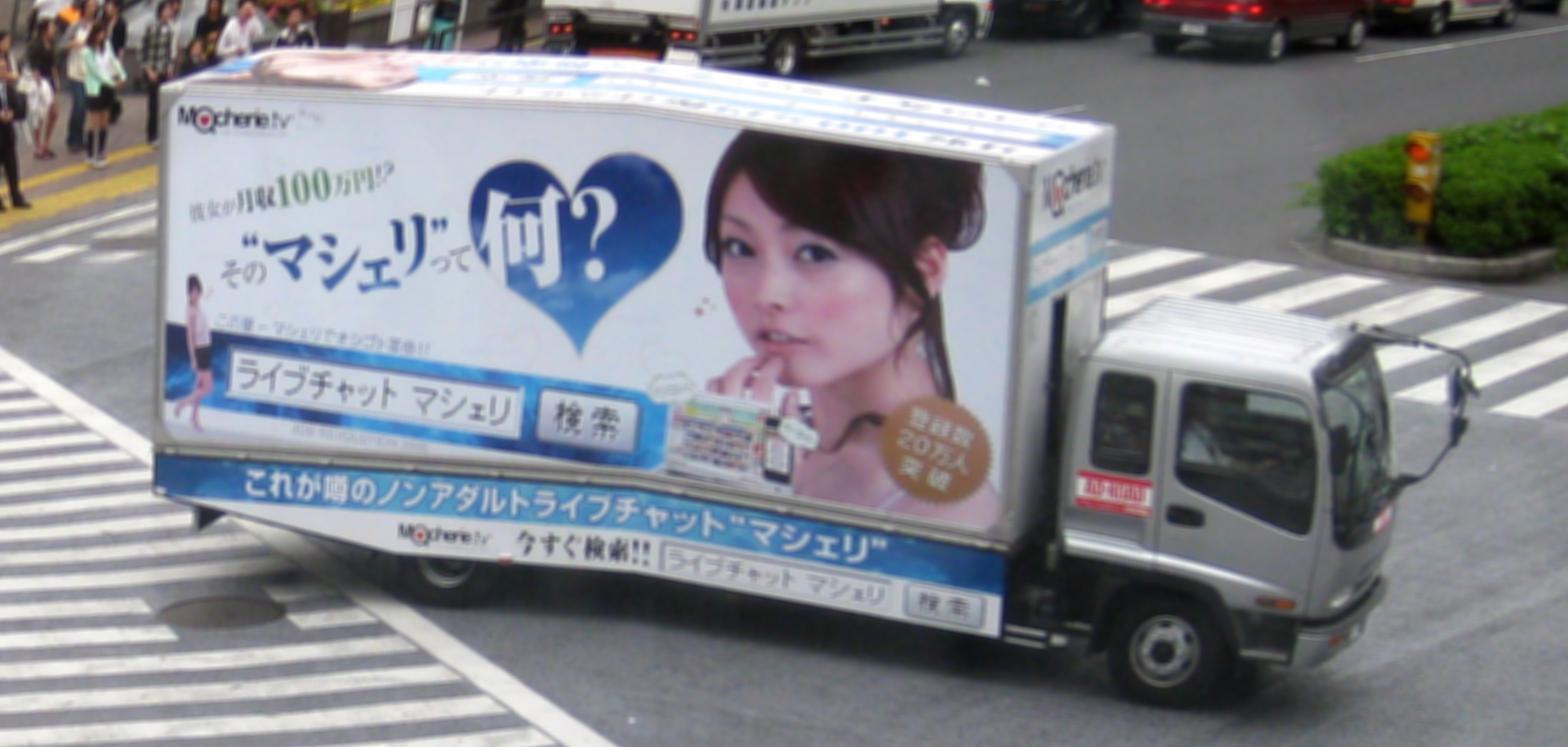 Macherie.tv
彼女が月収100万円!?
その“マシェリ”って
何?
ライブチャット マシェリ
検索
登録数
20万人
突破
これが噂のノンアダルトライブチャット“マシェリ”
Macherie.tv 今すぐ検索!! ライブチャット マシェリ 検索
Macherie.tv